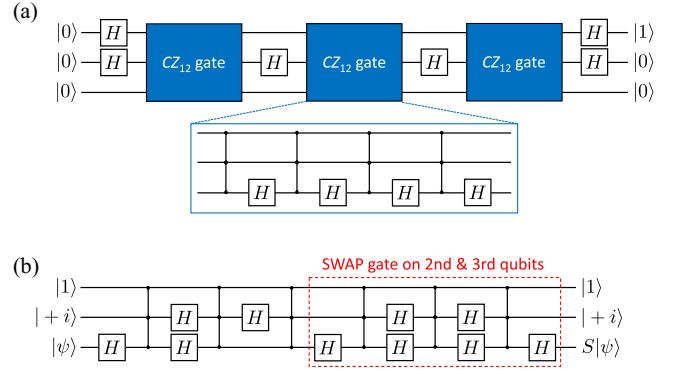 (a)
|0⟩ H H |1⟩
|0⟩ H CZ₁₂ gate H CZ₁₂ gate H CZ₁₂ gate H |0⟩
|0⟩ |0⟩
H H H H
(b) SWAP gate on 2nd & 3rd qubits
|1⟩ |1⟩
| + i⟩ H H H H | + i⟩
|ψ⟩ H H H H H H S|ψ⟩